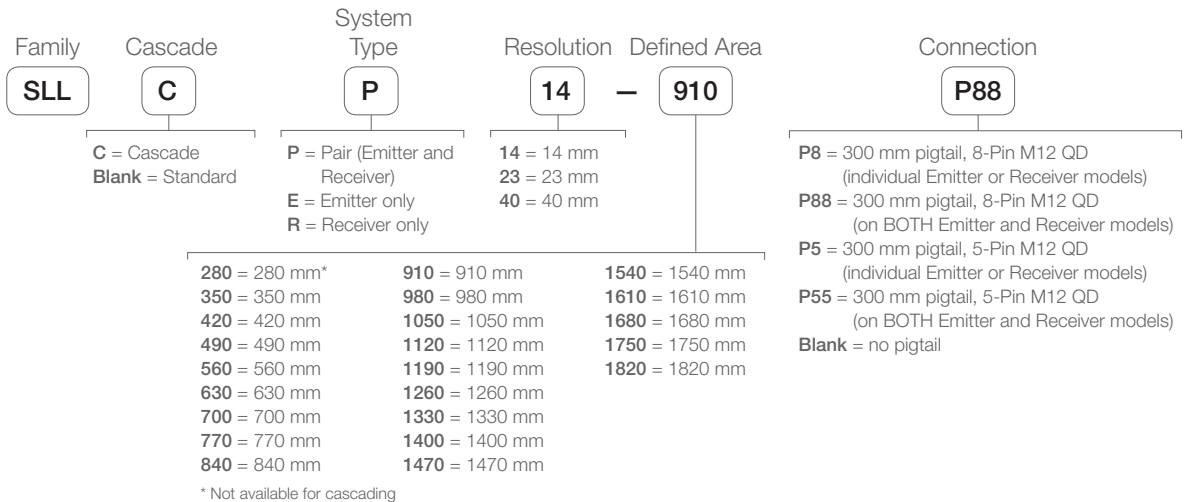 Family Cascade System Type Resolution Defined Area Connection
SLL C P 14 – 910 P88
C = Cascade
Blank = Standard
P = Pair (Emitter and
Receiver)
E = Emitter only
R = Receiver only
14 = 14 mm
23 = 23 mm
40 = 40 mm
P8 = 300 mm pigtail, 8-Pin M12 QD
(individual Emitter or Receiver models)
P88 = 300 mm pigtail, 8-Pin M12 QD
(on BOTH Emitter and Receiver models)
P5 = 300 mm pigtail, 5-Pin M12 QD
(individual Emitter or Receiver models)
P55 = 300 mm pigtail, 5-Pin M12 QD
(on BOTH Emitter and Receiver models)
Blank = no pigtail
280 = 280 mm*
350 = 350 mm
420 = 420 mm
490 = 490 mm
560 = 560 mm
630 = 630 mm
700 = 700 mm
770 = 770 mm
840 = 840 mm
910 = 910 mm
980 = 980 mm
1050 = 1050 mm
1120 = 1120 mm
1190 = 1190 mm
1260 = 1260 mm
1330 = 1330 mm
1400 = 1400 mm
1470 = 1470 mm
1540 = 1540 mm
1610 = 1610 mm
1680 = 1680 mm
1750 = 1750 mm
1820 = 1820 mm
* Not available for cascading